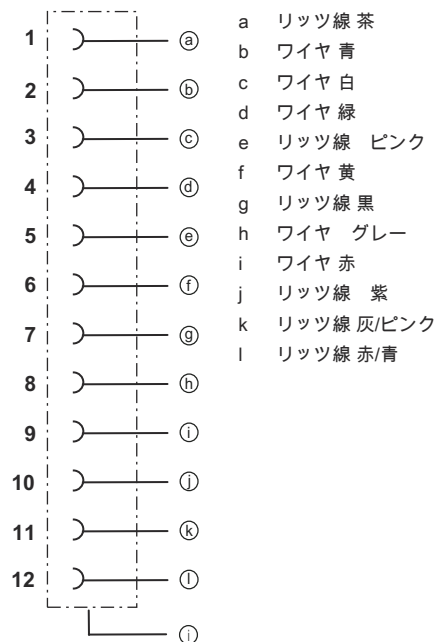 1 ⓐ
2 ⓑ
3 ⓒ
4 ⓓ
5 ⓔ
6 ⓕ
7 ⓖ
8 ⓗ
9 ⓘ
10 ⓙ
11 ⓚ
12 ⓛ
a リッツ線 茶
b ワイヤ 青
c ワイヤ 白
d ワイヤ 緑
e リッツ線　ピンク
f ワイヤ 黄
g リッツ線 黒
h ワイヤ　グレー
i ワイヤ 赤
j リッツ線　紫
k リッツ線 灰/ピンク
l リッツ線 赤/青